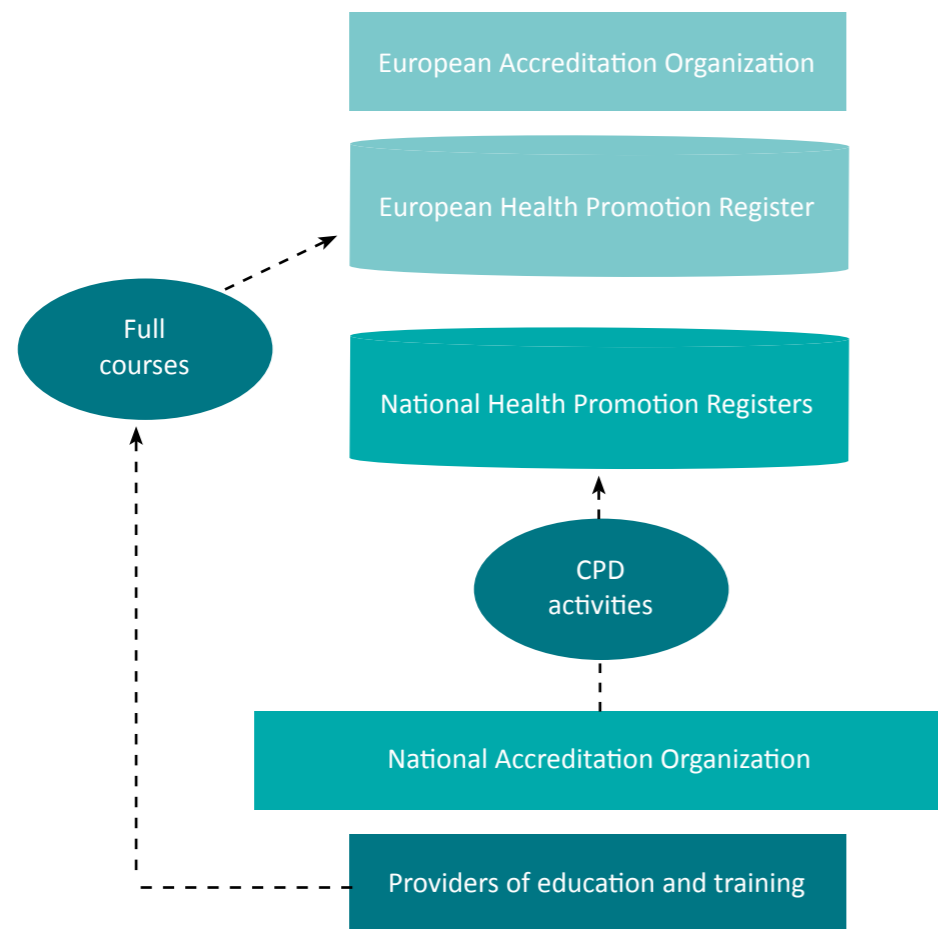 European Accreditation Organization
European Health Promotion Register
Full
courses
National Health Promotion Registers
CPD
activities
National Accreditation Organization
Providers of education and training